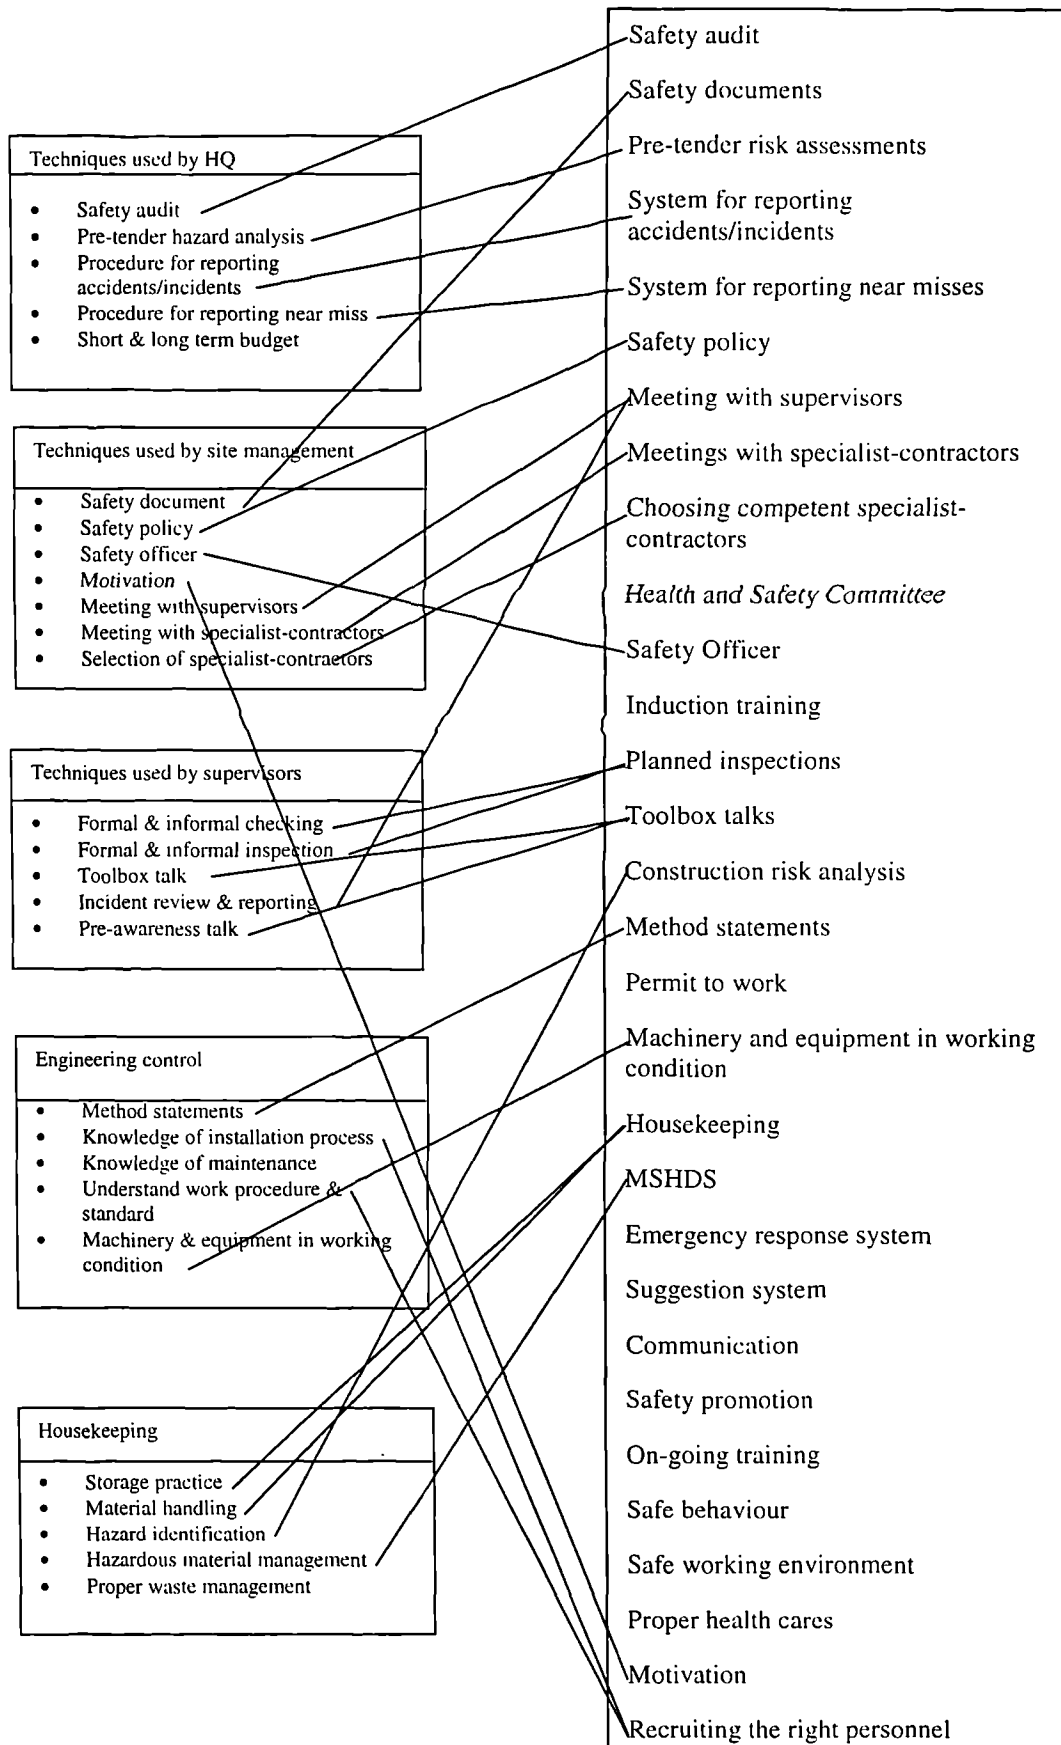 Techniques used by HQ
• Safety audit
• Pre-tender hazard analysis
• Procedure for reporting
accidents/incidents
• Procedure for reporting near miss
• Short & long term budget
Techniques used by site management
• Safety document
• Safety policy
• Safety officer
• Motivation
• Meeting with supervisors
• Meeting with specialist-contractors
• Selection of specialist-contractors
Techniques used by supervisors
• Formal & informal checking
• Formal & informal inspection
• Toolbox talk
• Incident review & reporting
• Pre-awareness talk
Engineering control
• Method statements
• Knowledge of installation process
• Knowledge of maintenance
• Understand work procedure &
standard
• Machinery & equipment in working
condition
Housekeeping
• Storage practice
• Material handling
• Hazard identification
• Hazardous material management
• Proper waste management
Safety audit
Safety documents
Pre-tender risk assessments
System for reporting
accidents/incidents
System for reporting near misses
Safety policy
Meeting with supervisors
Meetings with specialist-contractors
Choosing competent specialist-
contractors
Health and Safety Committee
Safety Officer
Induction training
Planned inspections
Toolbox talks
Construction risk analysis
Method statements
Permit to work
Machinery and equipment in working
condition
Housekeeping
MSHDS
Emergency response system
Suggestion system
Communication
Safety promotion
On-going training
Safe behaviour
Safe working environment
Proper health cares
Motivation
Recruiting the right personnel